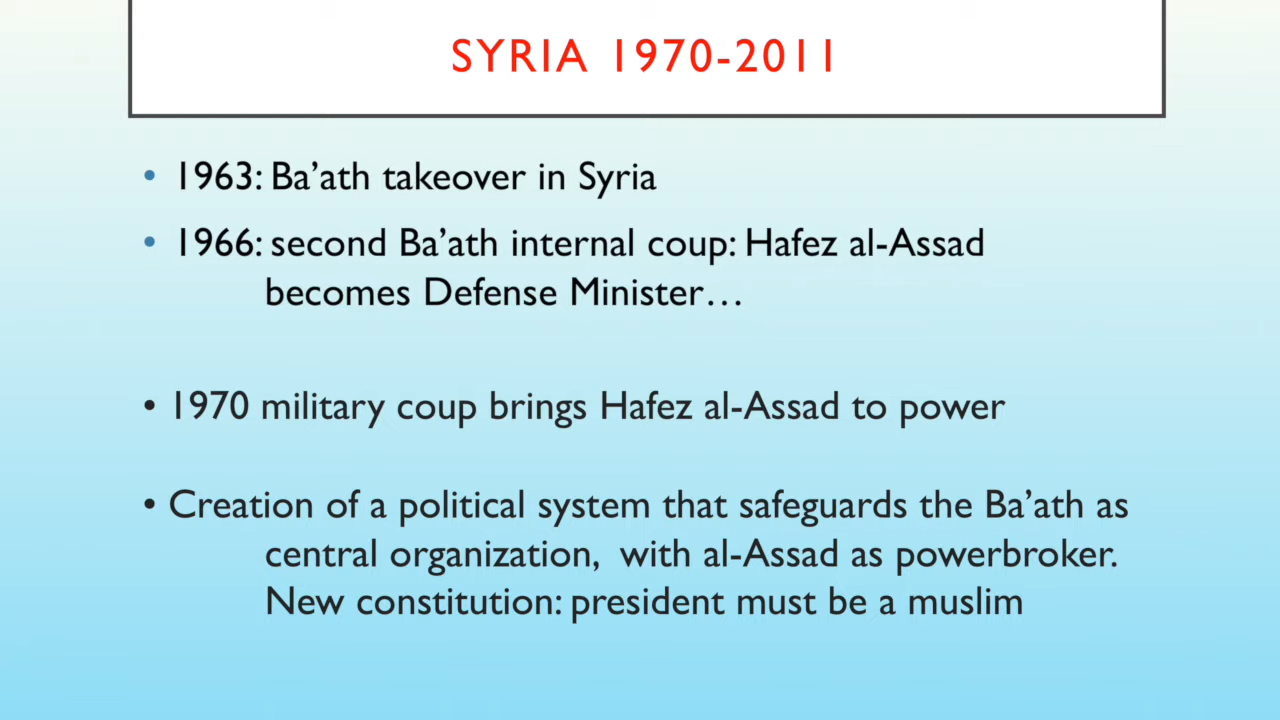 SYRIA 1970-2011
• 1963: Ba’ath takeover in Syria
• 1966: second Ba’ath internal coup: Hafez al-Assad
becomes Defense Minister…
• 1970 military coup brings Hafez al-Assad to power
• Creation of a political system that safeguards the Ba’ath as
central organization, with al-Assad as powerbroker.
New constitution: president must be a muslim